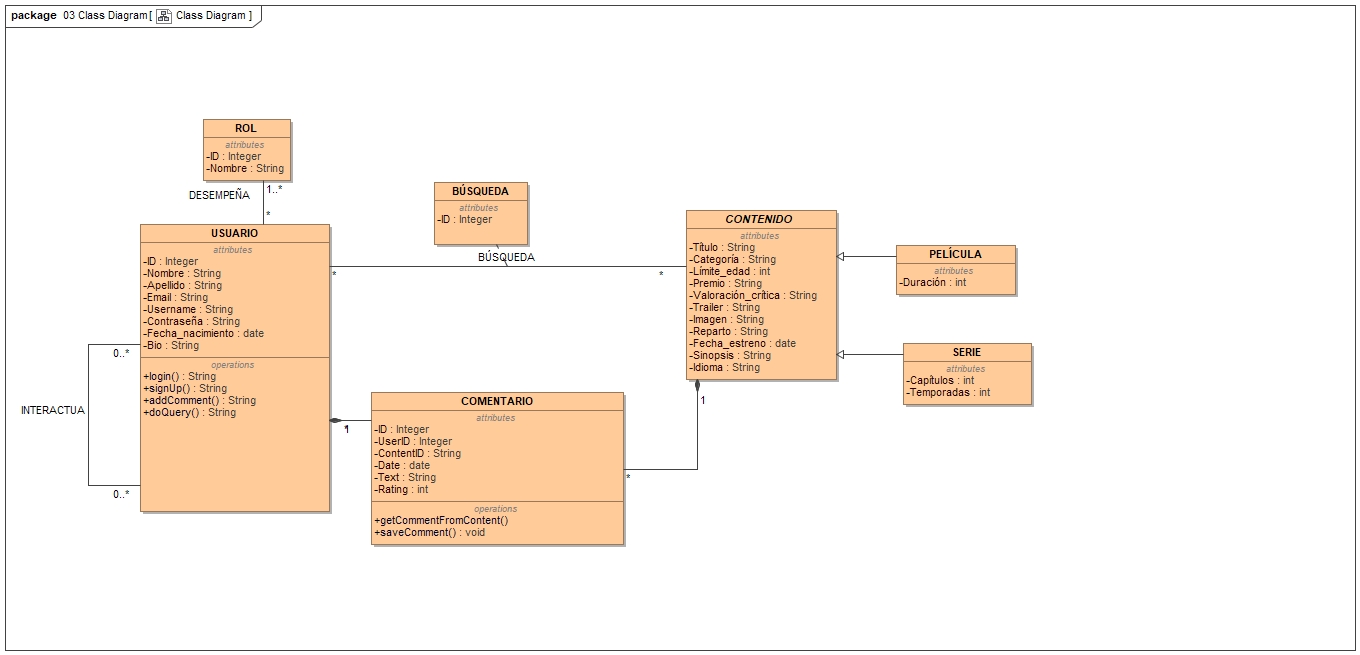 package 03 Class Diagram[ Class Diagram ]
ROL
attributes
-ID : Integer
-Nombre : String
DESEMPEÑA
1..*
*
USUARIO
attributes
-ID : Integer
-Nombre : String
-Apellido : String
-Email : String
-Username : String
-Contraseña : String
-Fecha_nacimiento : date
-Bio : String
operations
+login() : String
+signUp() : String
+addComment() : String
+doQuery() : String
0..*
INTERACTUA
0..*
BÚSQUEDA
attributes
-ID : Integer
BÚSQUEDA
*
*
COMENTARIO
attributes
-ID : Integer
-UserID : Integer
-ContentID : String
-Date : date
-Text : String
-Rating : int
operations
+getCommentFromContent()
+saveComment() : void
1
*
1
CONTENIDO
attributes
-Título : String
-Categoría : String
-Límite_edad : int
-Premio : String
-Valoración_crítica : String
-Trailer : String
-Imagen : String
-Reparto : String
-Fecha_estreno : date
-Sinopsis : String
-Idioma : String
PELÍCULA
attributes
-Duración : int
SERIE
attributes
-Capítulos : int
-Temporadas : int